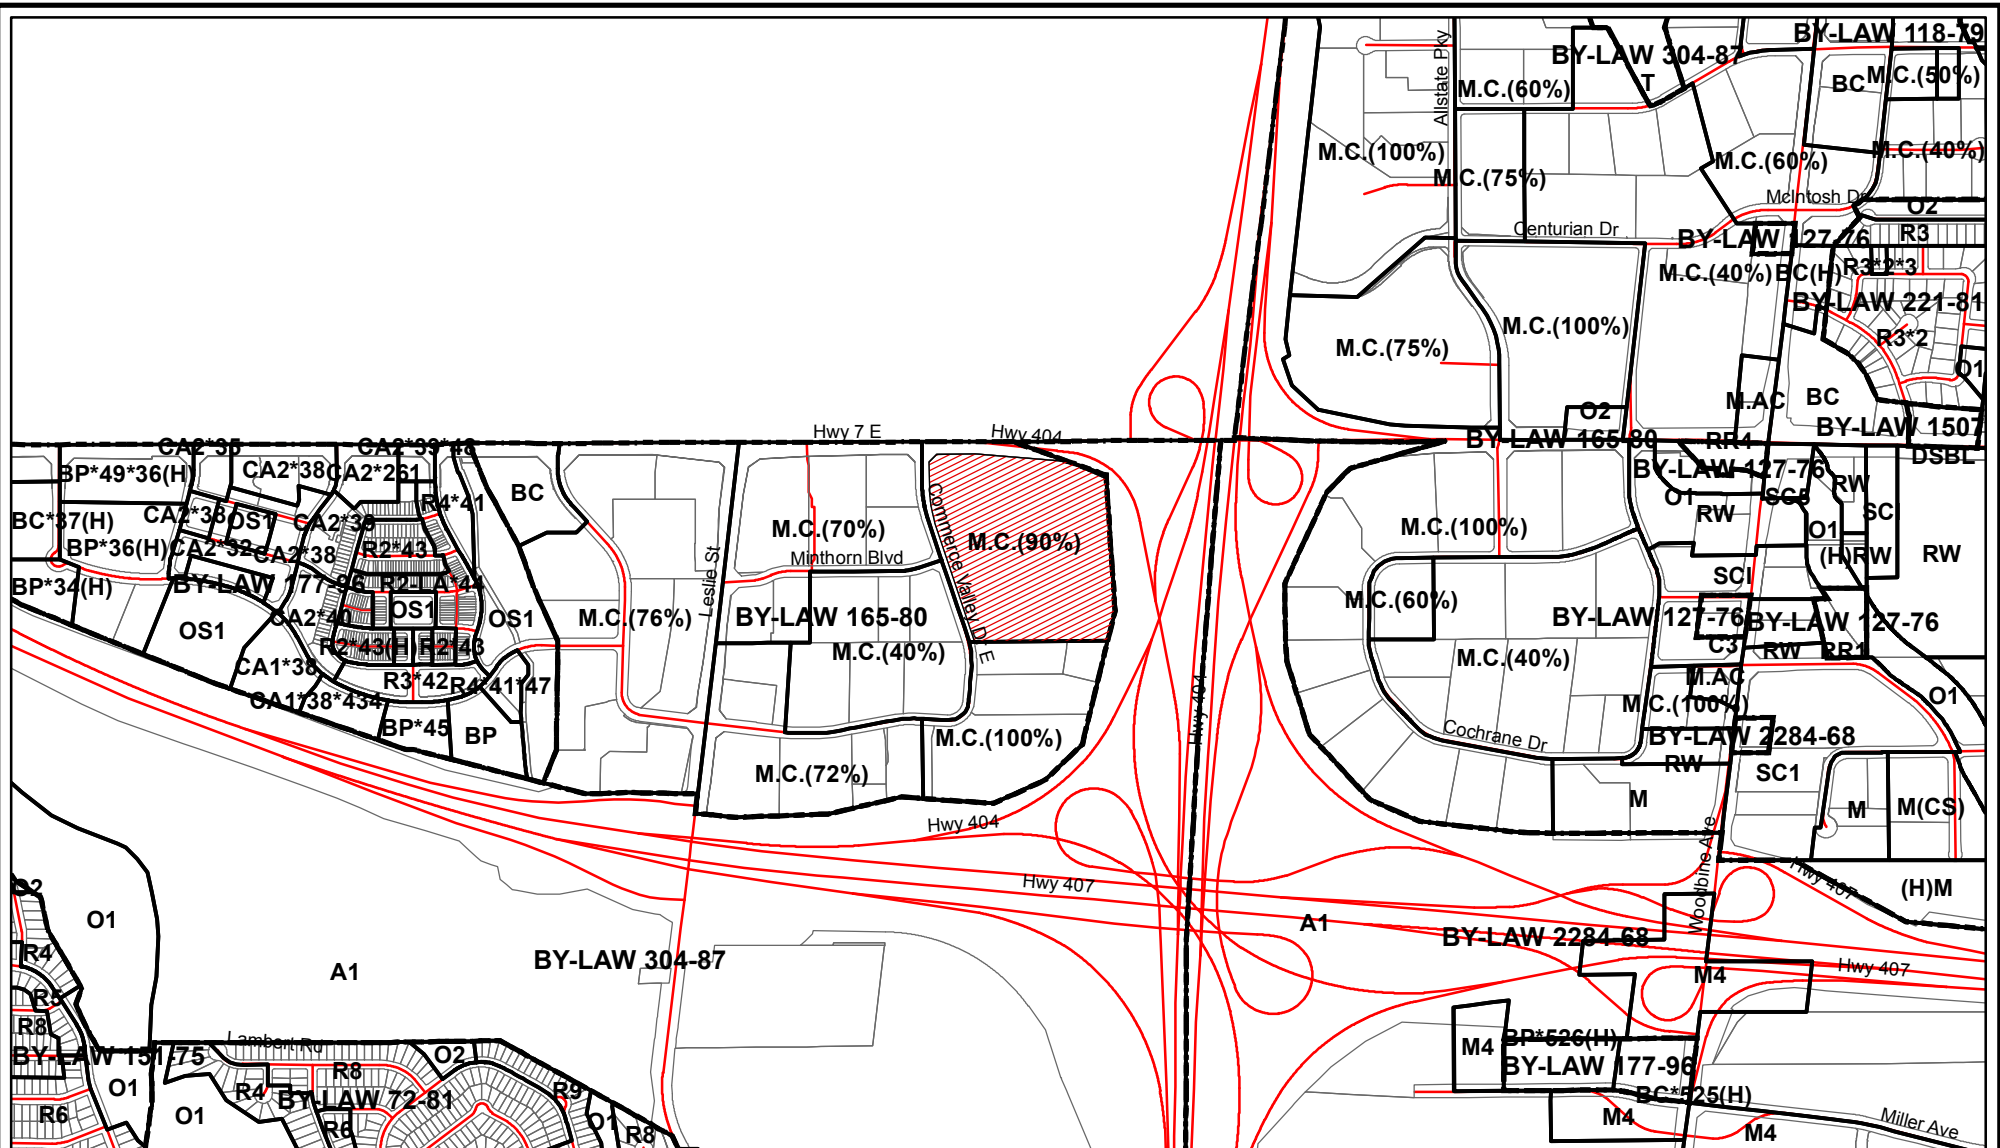 BY-LAW 118-79
Allstate Pky
BY-LAW 304-87
T
M.C.(60%)
BC
M.C.(50%)
M.C.(100%)
M.C.(75%)
M.C.(60%)
M.C.(40%)
McIntosh Dr
O2
Centurian Dr
BY-LAW 127-76
R3
M.C.(40%)
BC(H)
R3*2*3
BY-LAW 221-81
M.C.(100%)
R3*2
M.C.(75%)
O1
M.AC
BC
O2
BY-LAW 1507
Hwy 7 E
Hwy 404
BY-LAW 165-80
RR4
DSBL
CA2*35
CA2*39*48
BP*49*36(H)
CA2*38
CA2*261
BY-LAW 127-76
RW
BC
R4*41
O1
SC3
BC*37(H)
CA2*38
OS1
CA2*39
M.C.(70%)
Commerce Valley Dr E
M.C.(90%)
M.C.(100%)
RW
O1
SC1
BP*36(H)
CA2*32
CA2*38
R2*43
Minthorn Blvd
(H)RW
RW
BP*34(H)
BY-LAW 177-96
R2-LA*44
Leslie St
SC1
OS1
CA2*40
OS1
OS1
M.C.(76%)
BY-LAW 165-80
M.C.(60%)
BY-LAW 127-76
BY-LAW 127-76
R2*43(H)
R2*43
M.C.(40%)
M.C.(40%)
C3
RW
RR1
CA1*38
R3*42
R4*41*47
M.AC
O1
CA1*38*434
M.C.(100%)
BP*45
BP
M.C.(100%)
Hwy 404
Cochrane Dr
BY-LAW 2284-68
M.C.(72%)
RW
SC1
M
M
M(CS)
Hwy 404
Woodbine Ave
Hwy 407
Hwy 407
(H)M
O2
O1
A1
BY-LAW 2284-68
R4
A1
BY-LAW 304-87
Hwy 407
M4
R5
R8
Lambert Rd
BP*526(H)
BY-LAW 151-75
O2
M4
BY-LAW 177-96
R8
O1
R4
BY-LAW 72-81
R9
BC*525(H)
R6
O1
R6
O1
R8
M4
M4
Miller Ave